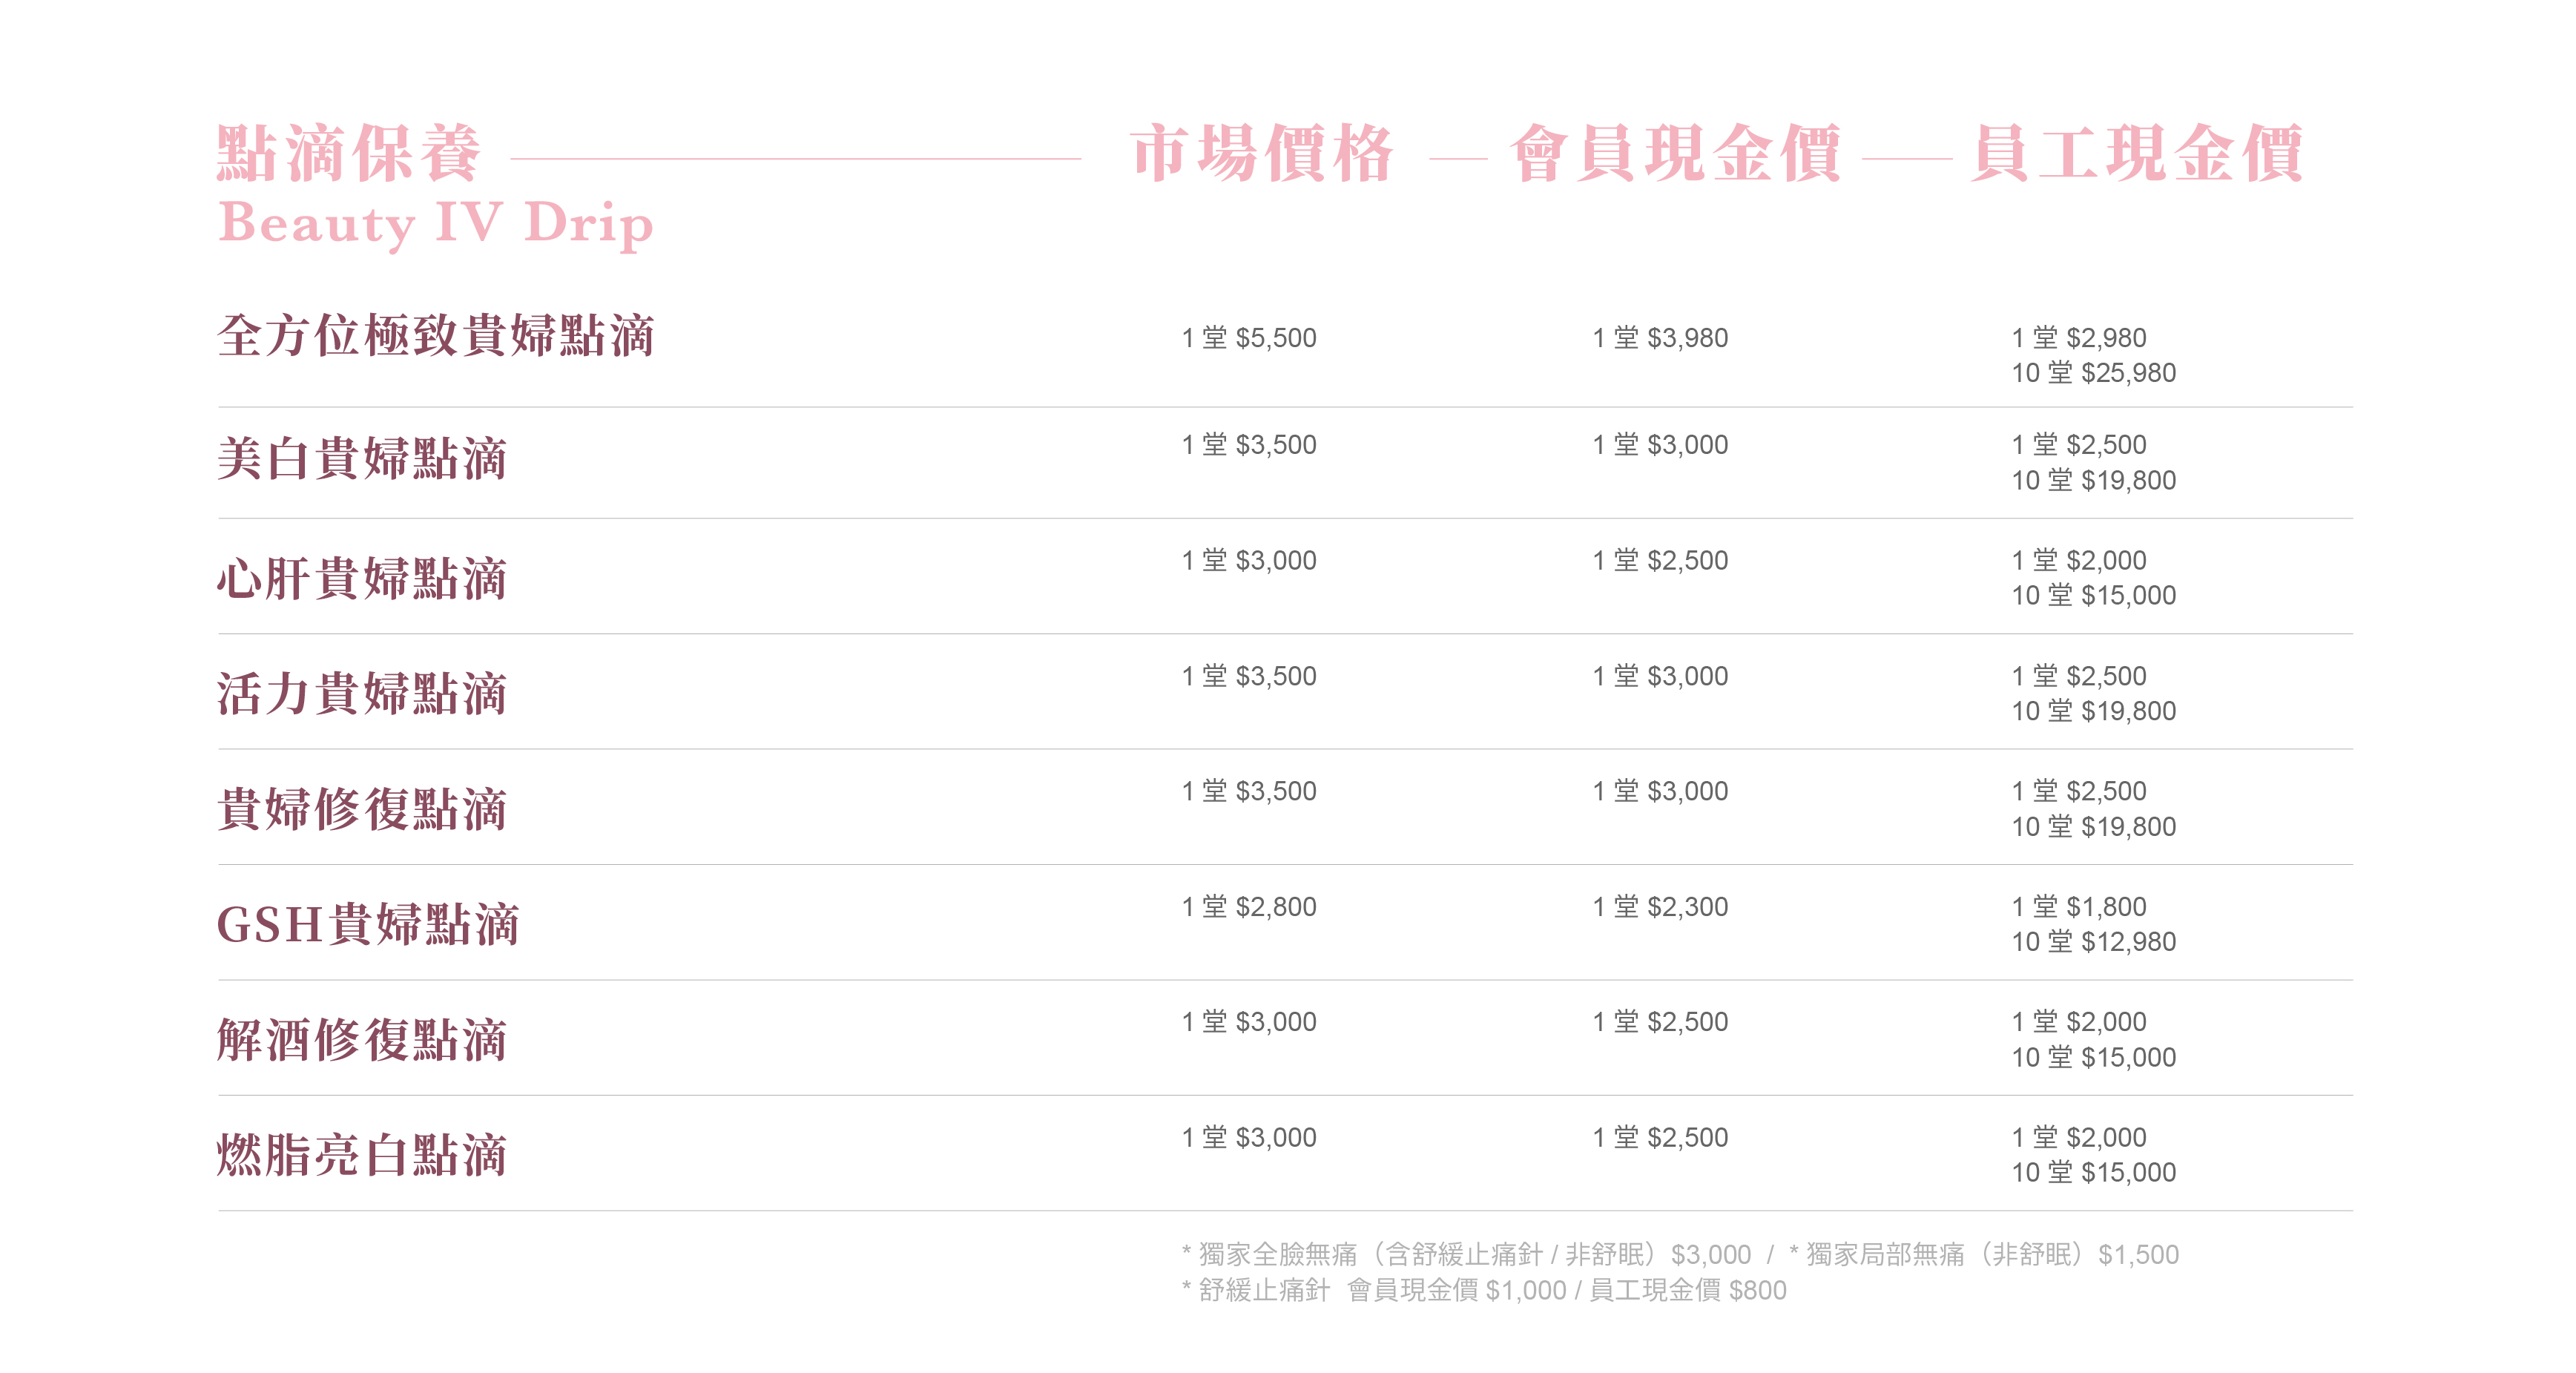 點滴保養 市場價格 會員現金價 員工現金價
Beauty IV Drip
全方位極致貴婦點滴 1 堂 $5,500 1 堂 $3,980 1 堂 $2,980
10 堂 $25,980
美白貴婦點滴 1 堂 $3,500 1 堂 $3,000 1 堂 $2,500
10 堂 $19,800
心肝貴婦點滴 1 堂 $3,000 1 堂 $2,500 1 堂 $2,000
10 堂 $15,000
活力貴婦點滴 1 堂 $3,500 1 堂 $3,000 1 堂 $2,500
10 堂 $19,800
貴婦修復點滴 1 堂 $3,500 1 堂 $3,000 1 堂 $2,500
10 堂 $19,800
GSH貴婦點滴 1 堂 $2,800 1 堂 $2,300 1 堂 $1,800
10 堂 $12,980
解酒修復點滴 1 堂 $3,000 1 堂 $2,500 1 堂 $2,000
10 堂 $15,000
燃脂亮白點滴 1 堂 $3,000 1 堂 $2,500 1 堂 $2,000
10 堂 $15,000
* 獨家全臉無痛（含舒緩止痛針 / 非舒眠）$3,000 / * 獨家局部無痛（非舒眠）$1,500
* 舒緩止痛針 會員現金價 $1,000 / 員工現金價 $800